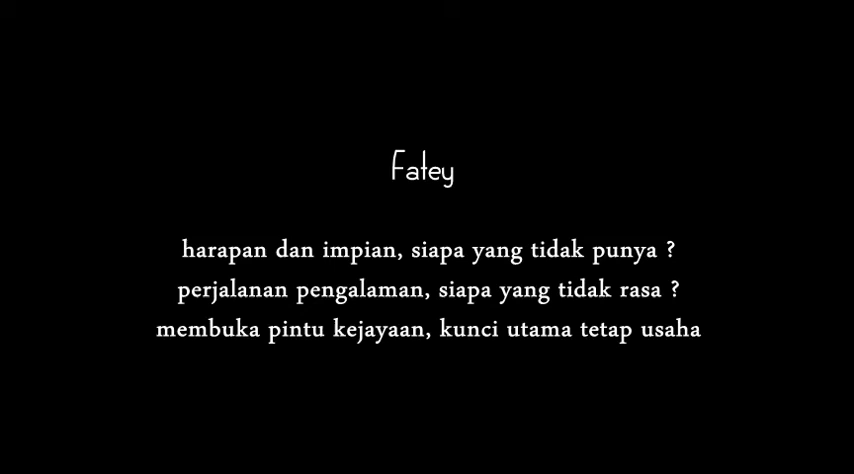 Fatey
harapan dan impian, siapa yang tidak punya ?
perjalanan pengalaman, siapa yang tidak rasa ?
membuka pintu kejayaan, kunci utama tetap usaha